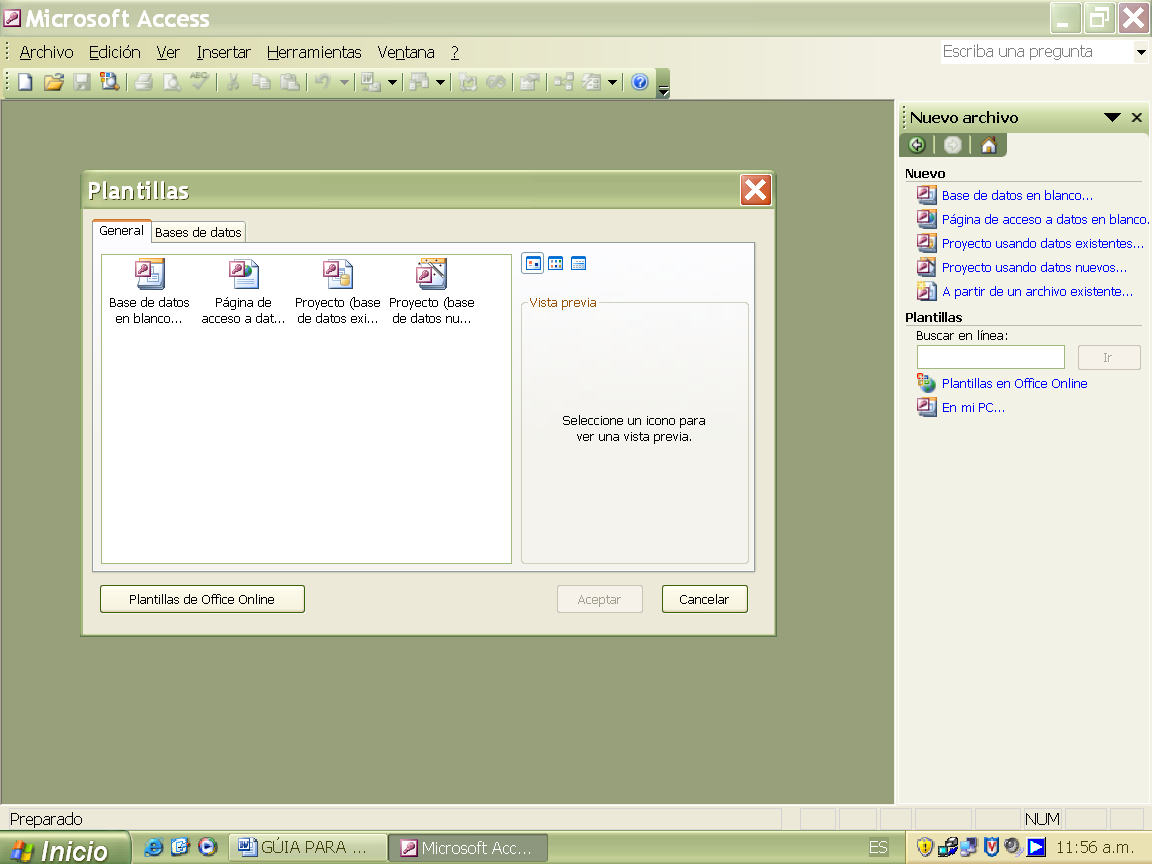 Microsoft Access
Archivo Edición Ver Insertar Herramientas Ventana ?
Escriba una pregunta
Nuevo archivo
Nuevo
Base de datos en blanco...
Página de acceso a datos en blanco.
Proyecto usando datos existentes...
Proyecto usando datos nuevos...
A partir de un archivo existente...
Plantillas
Buscar en línea:
Ir
Plantillas en Office Online
En mi PC...
Plantillas
General
Bases de datos
Base de datos
en blanco...
Página de
acceso a dat...
Proyecto (base
de datos exi...
Proyecto (base
de datos nu...
Vista previa
Seleccione un icono para
ver una vista previa.
Plantillas de Office Online
Aceptar
Cancelar
Preparado
NUM
Inicio
GÚIA PARA ...
Microsoft Acc...
ES
11:56 a.m.